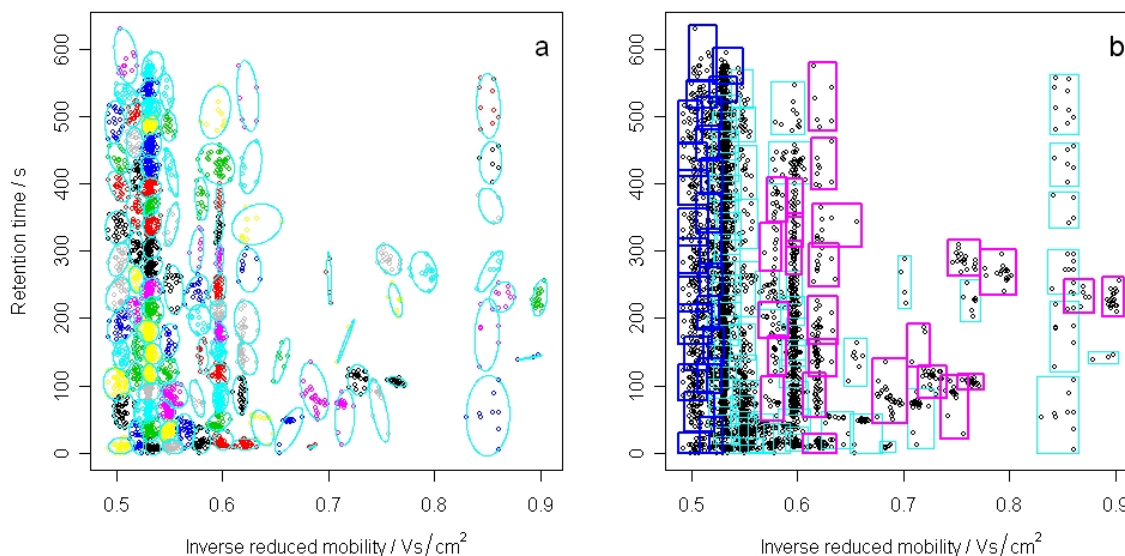 a
b
Retention time / s
0 100 200 300 400 500 600
0 100 200 300 400 500 600
0.5 0.6 0.7 0.8 0.9
0.5 0.6 0.7 0.8 0.9
Inverse reduced mobility / Vs/cm²
Inverse reduced mobility / Vs/cm²